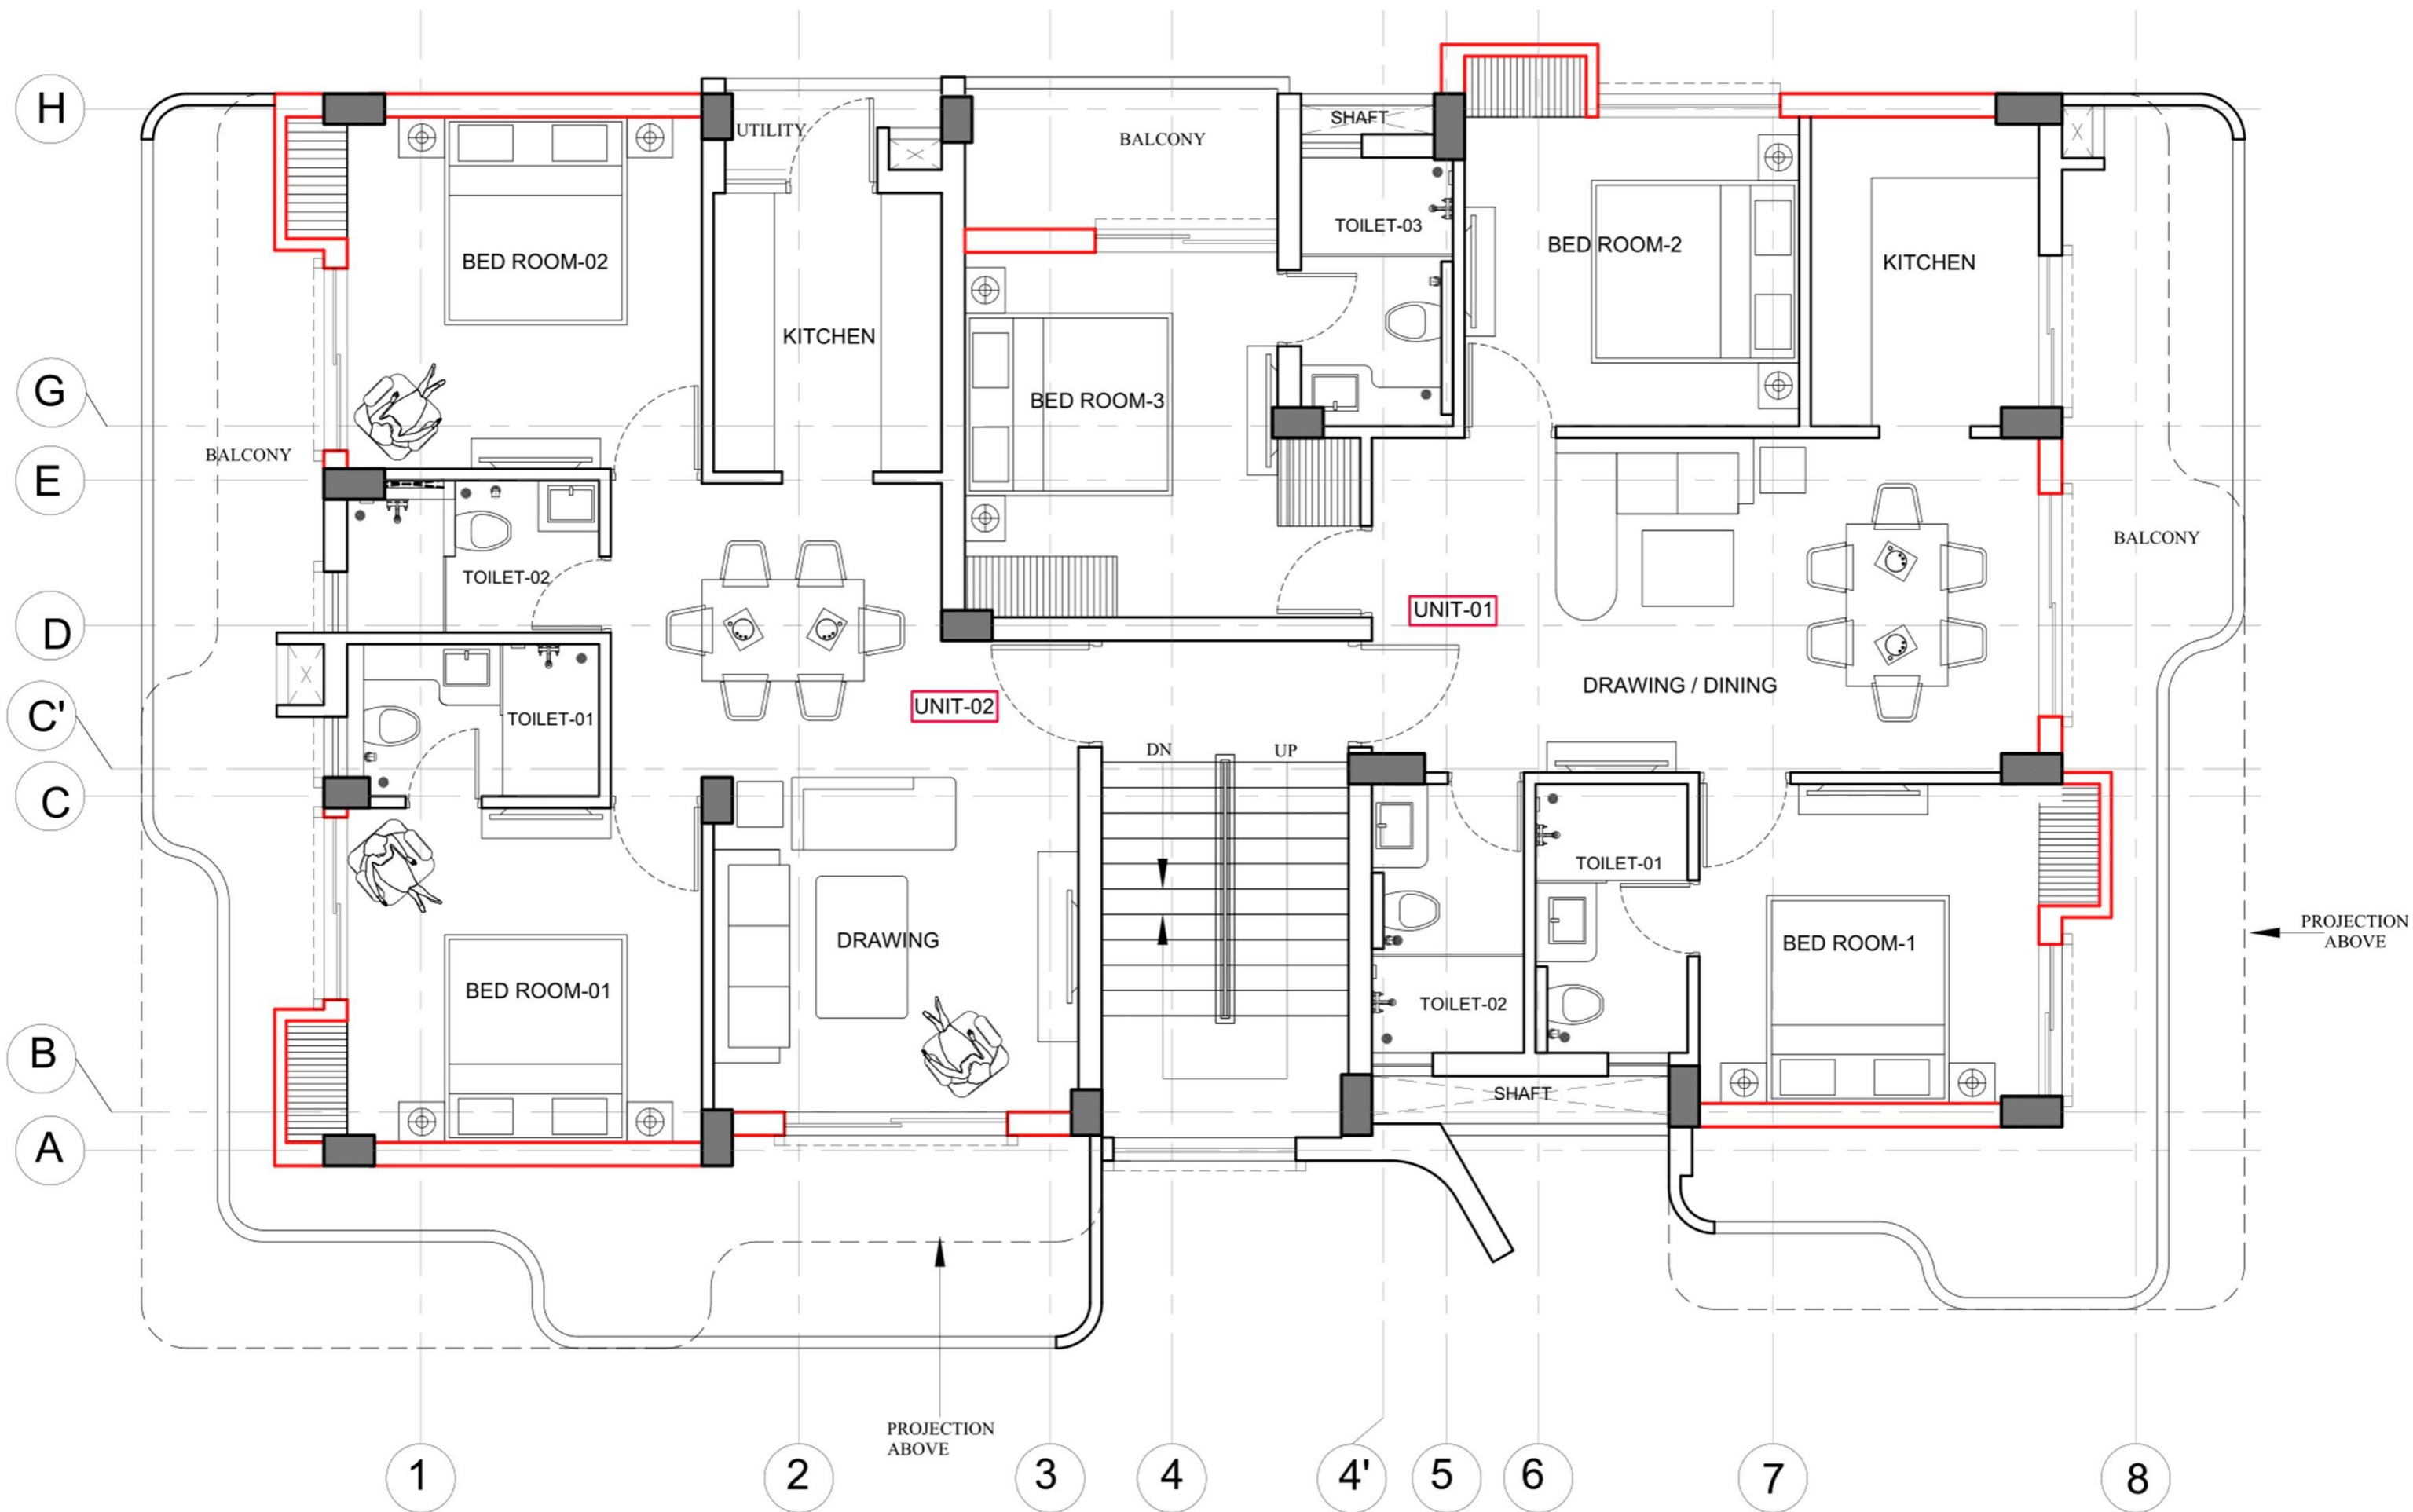 H
UTILITY
BALCONY
SHAFT
TOILET-03
BED ROOM-2
BED ROOM-02
KITCHEN
KITCHEN
G
BED ROOM-3
BALCONY
E
BALCONY
TOILET-02
D
UNIT-01
DRAWING / DINING
C'
UNIT-02
TOILET-01
DN
UP
C
TOILET-01
PROJECTION
ABOVE
DRAWING
BED ROOM-1
BED ROOM-01
TOILET-02
B
SHAFT
A
PROJECTION
ABOVE
1
2
3
4
4'
5
6
7
8